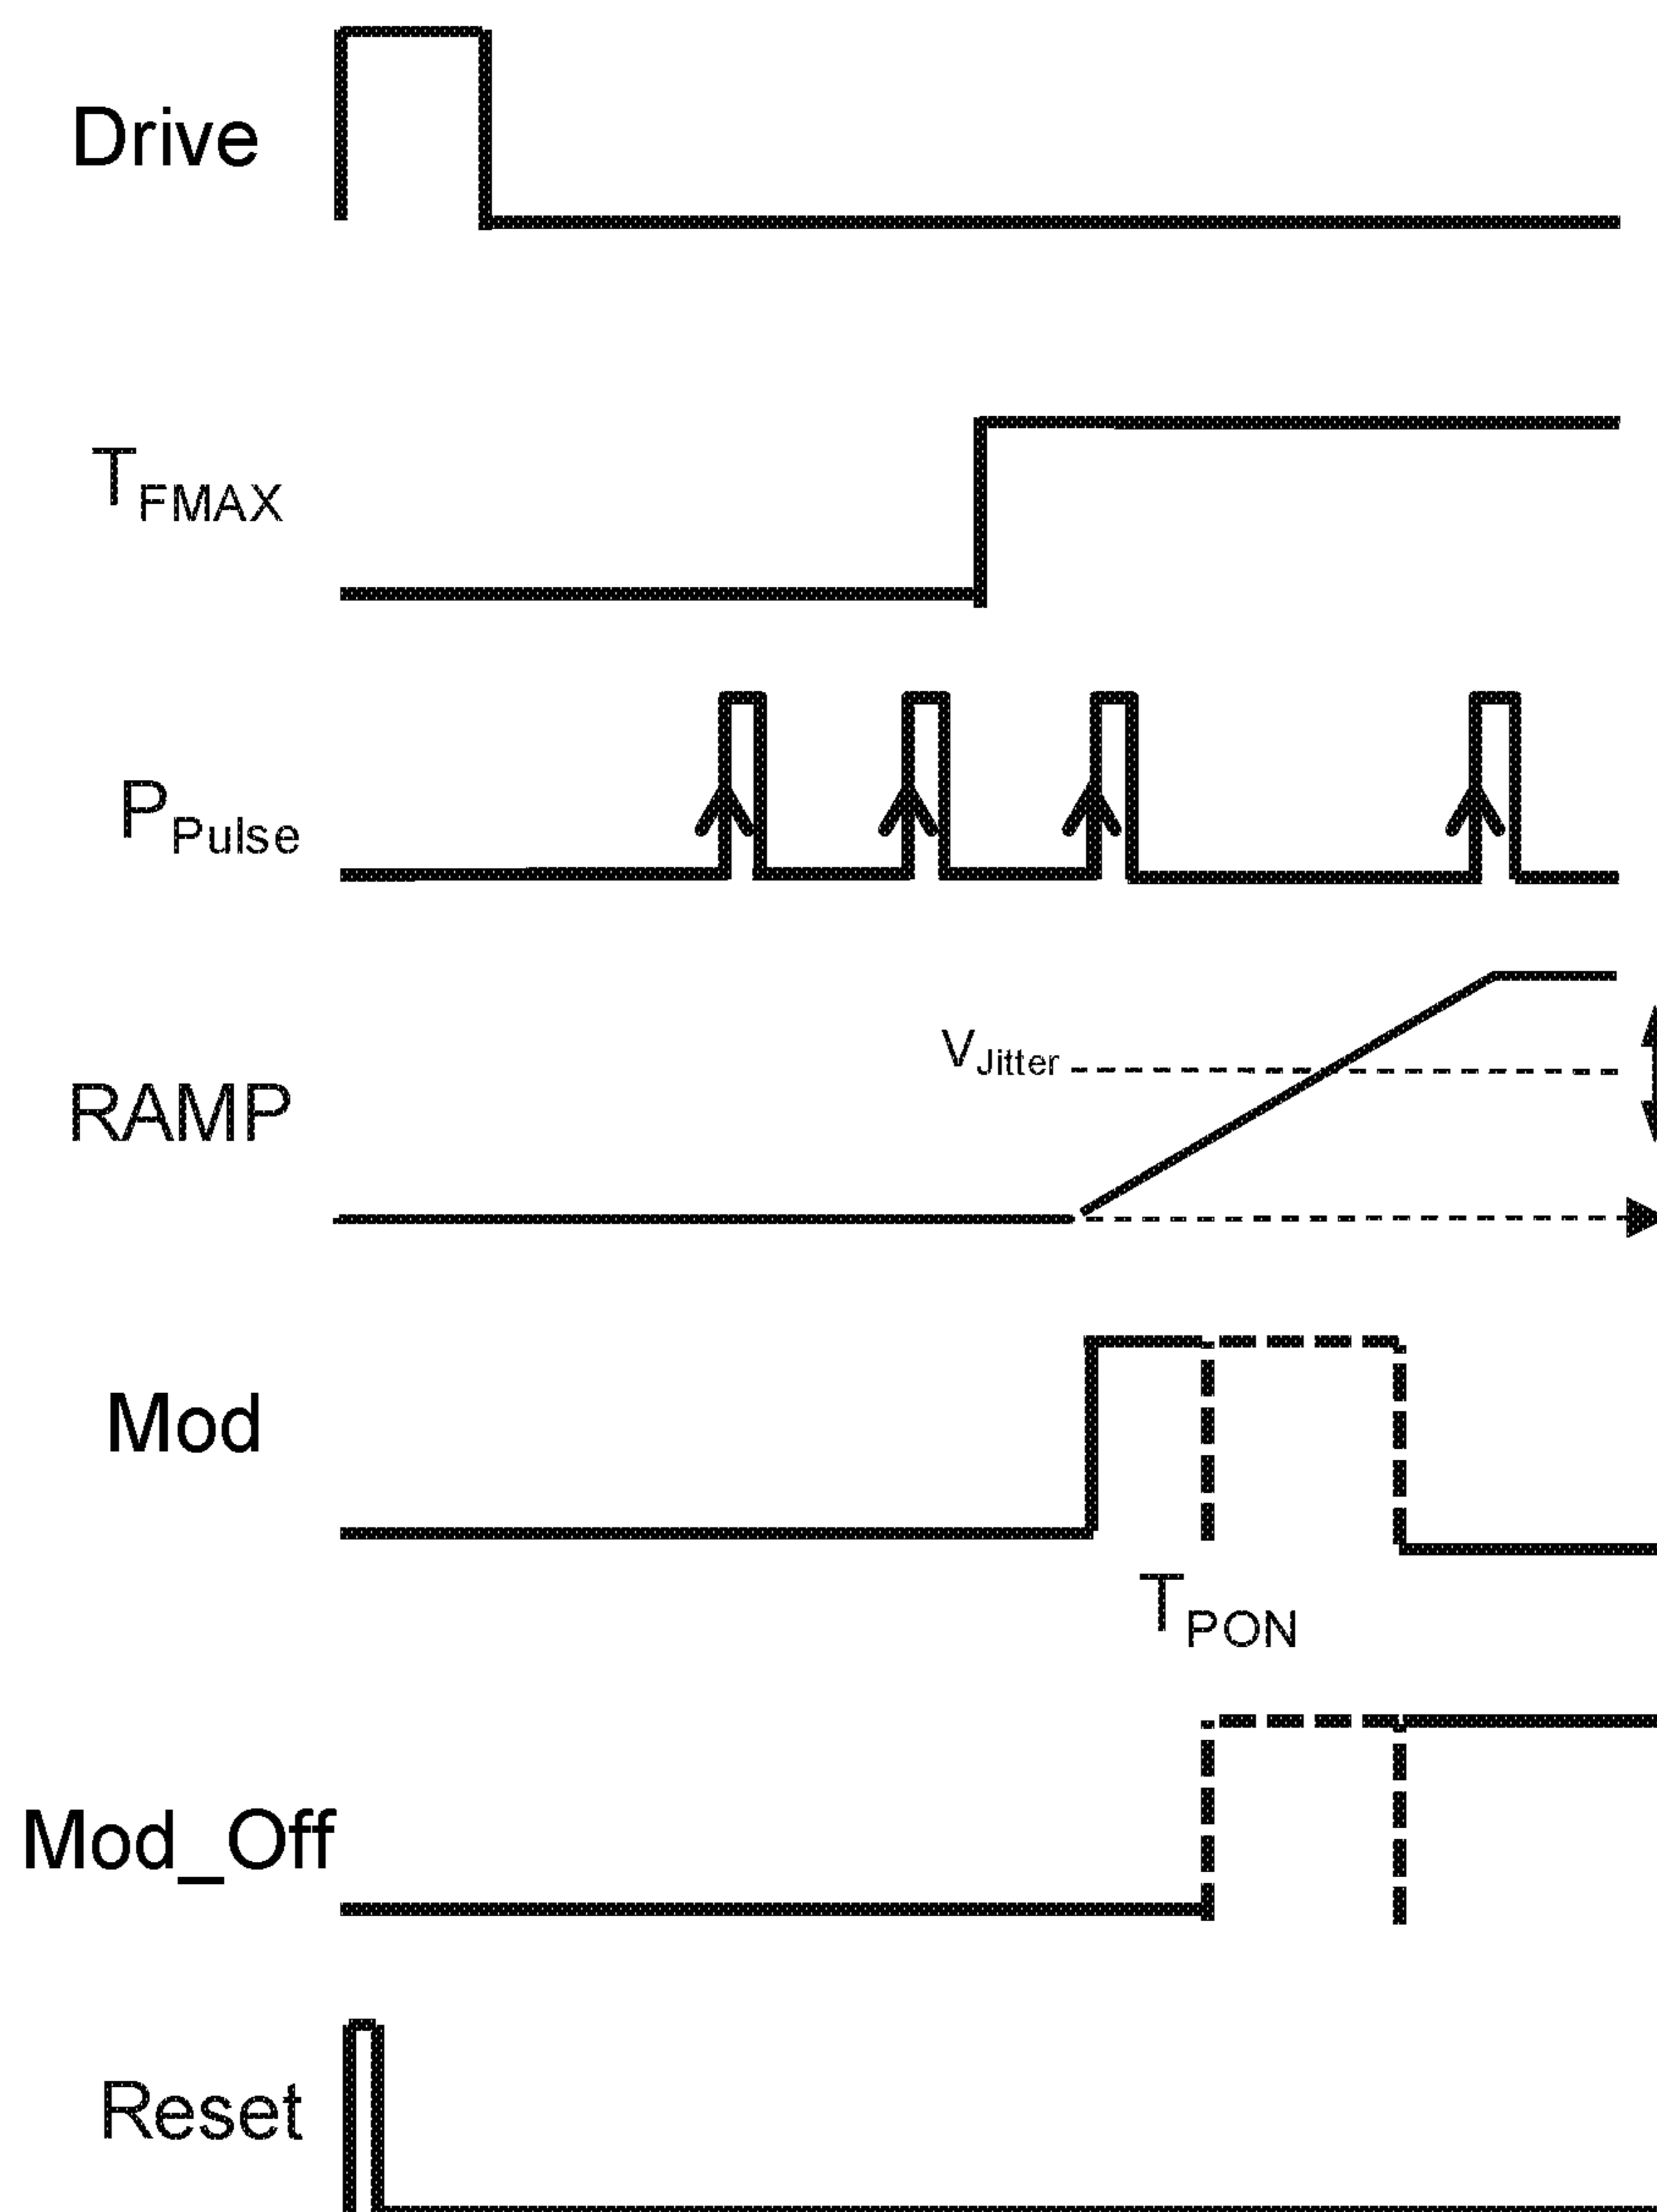 Drive
TFMAX
PPulse
VJitter
RAMP
Mod
TPON
Mod_Off
Reset